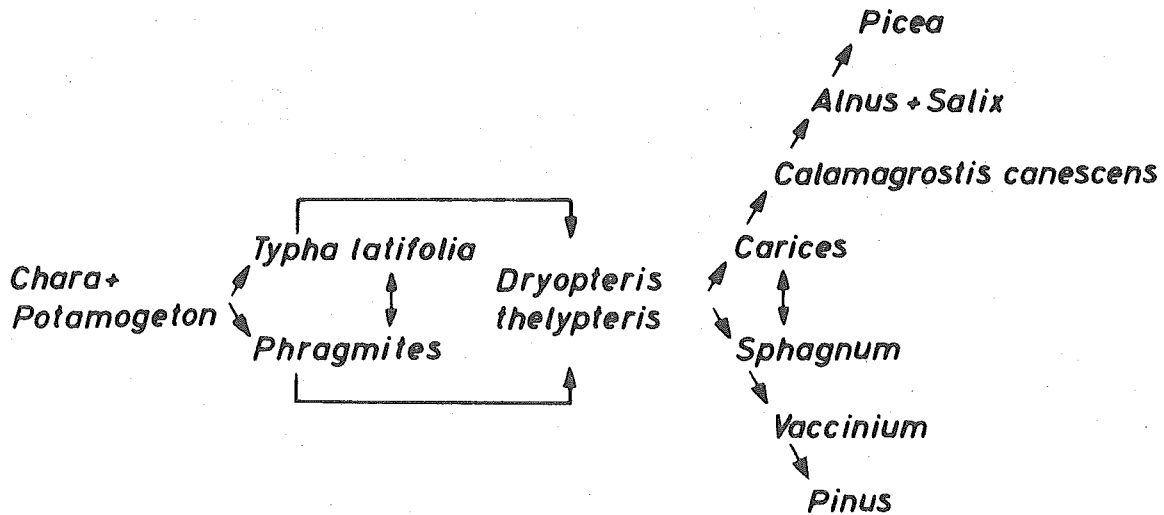 Picea
Alnus + Salix
Calamagrostis canescens
Typha latifolia
Carices
Chara +
Potamogeton
Dryopteris
thelypteris
Phragmites
Sphagnum
Vaccinium
Pinus